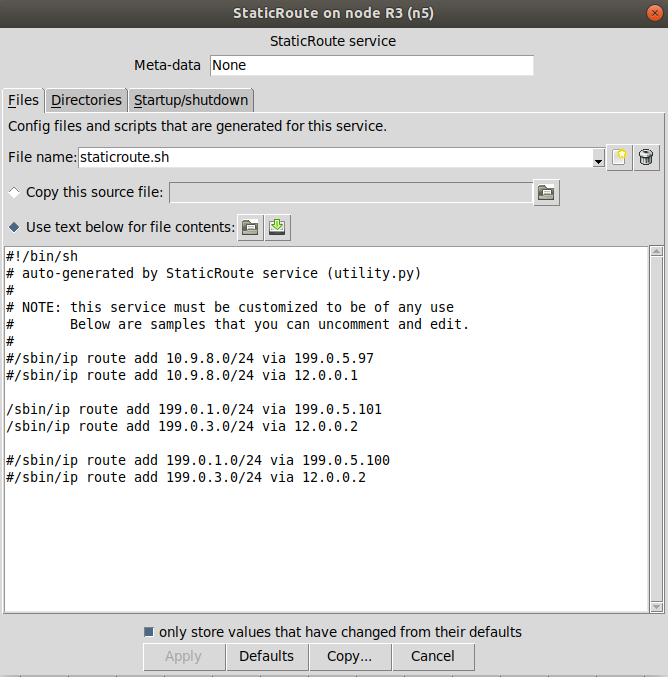 StaticRoute on node R3 (n5)
StaticRoute service
Meta-data None
Files Directories Startup/shutdown
Config files and scripts that are generated for this service.
File name: staticroute.sh
Copy this source file:
Use text below for file contents:
#!/bin/sh
# auto-generated by StaticRoute service (utility.py)
#
# NOTE: this service must be customized to be of any use
#       Below are samples that you can uncomment and edit.
#
#/sbin/ip route add 10.9.8.0/24 via 199.0.5.97
#/sbin/ip route add 10.9.8.0/24 via 12.0.0.1
/sbin/ip route add 199.0.1.0/24 via 199.0.5.101
/sbin/ip route add 199.0.3.0/24 via 12.0.0.2
#/sbin/ip route add 199.0.1.0/24 via 199.0.5.100
#/sbin/ip route add 199.0.3.0/24 via 12.0.0.2
only store values that have changed from their defaults
Apply Defaults Copy... Cancel